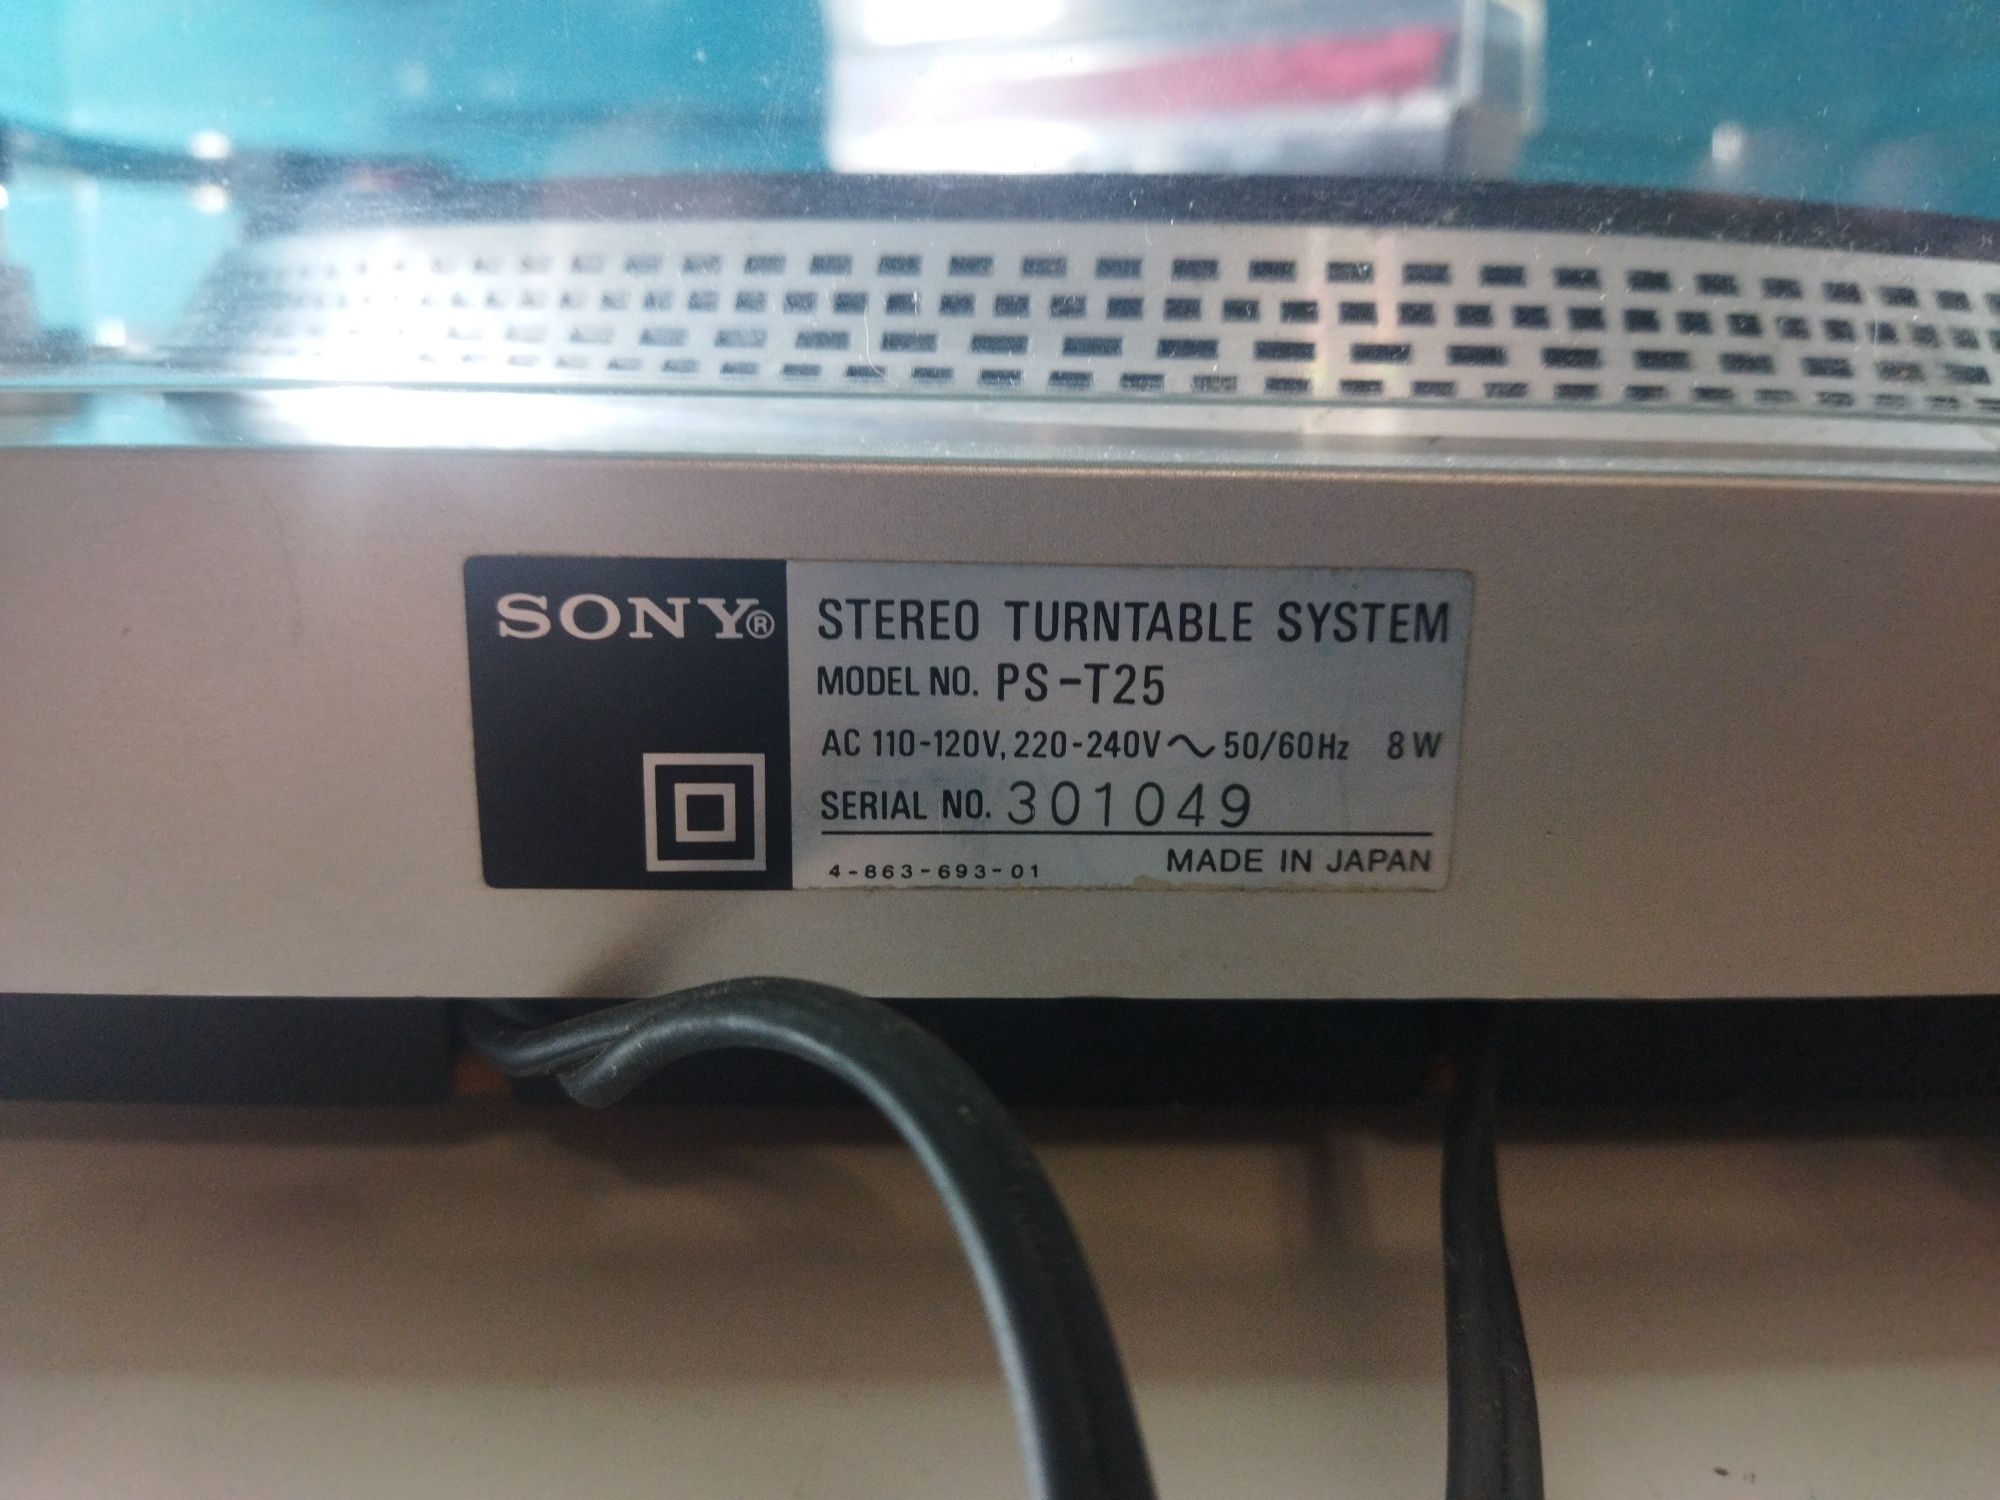 SONY®
STEREO TURNTABLE SYSTEM
MODEL NO. PS-T25
AC 110-120V, 220-240V ~ 50/60Hz 8W
SERIAL NO. 301049
4-863-693-01 MADE IN JAPAN